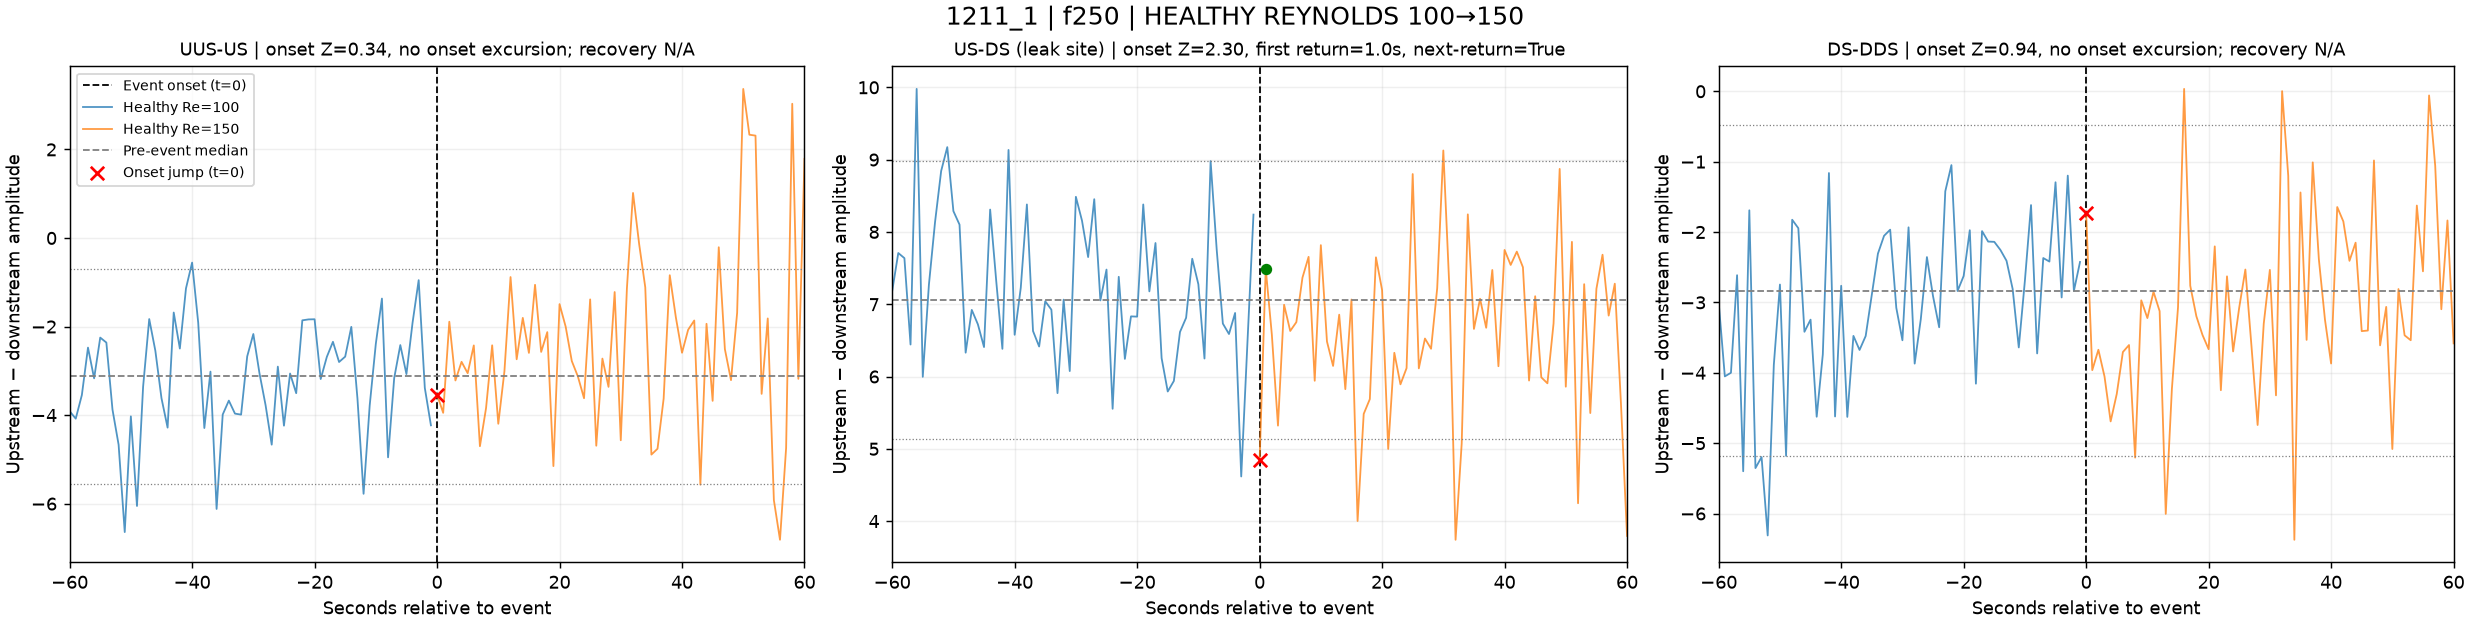 1211_1 | f250 | HEALTHY REYNOLDS 100→150
UUS-US | onset Z=0.34, no onset excursion; recovery N/A
Upstream − downstream amplitude
2
0
−2
−4
−6
Event onset (t=0)
Healthy Re=100
Healthy Re=150
Pre-event median
Onset jump (t=0)
−60
−40
−20
0
20
40
60
Seconds relative to event
US-DS (leak site) | onset Z=2.30, first return=1.0s, next-return=True
Upstream − downstream amplitude
10
9
8
7
6
5
4
−60
−40
−20
0
20
40
60
Seconds relative to event
DS-DDS | onset Z=0.94, no onset excursion; recovery N/A
Upstream − downstream amplitude
0
−1
−2
−3
−4
−5
−6
−60
−40
−20
0
20
40
60
Seconds relative to event